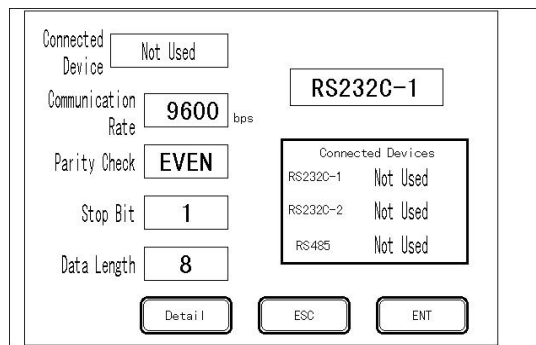 Connected
Device
Not Used
Communication
Rate
9600 bps
Parity Check EVEN
Stop Bit 1
Data Length 8
RS232C-1
Connected Devices
RS232C-1 Not Used
RS232C-2 Not Used
RS485 Not Used
Detail ESC ENT